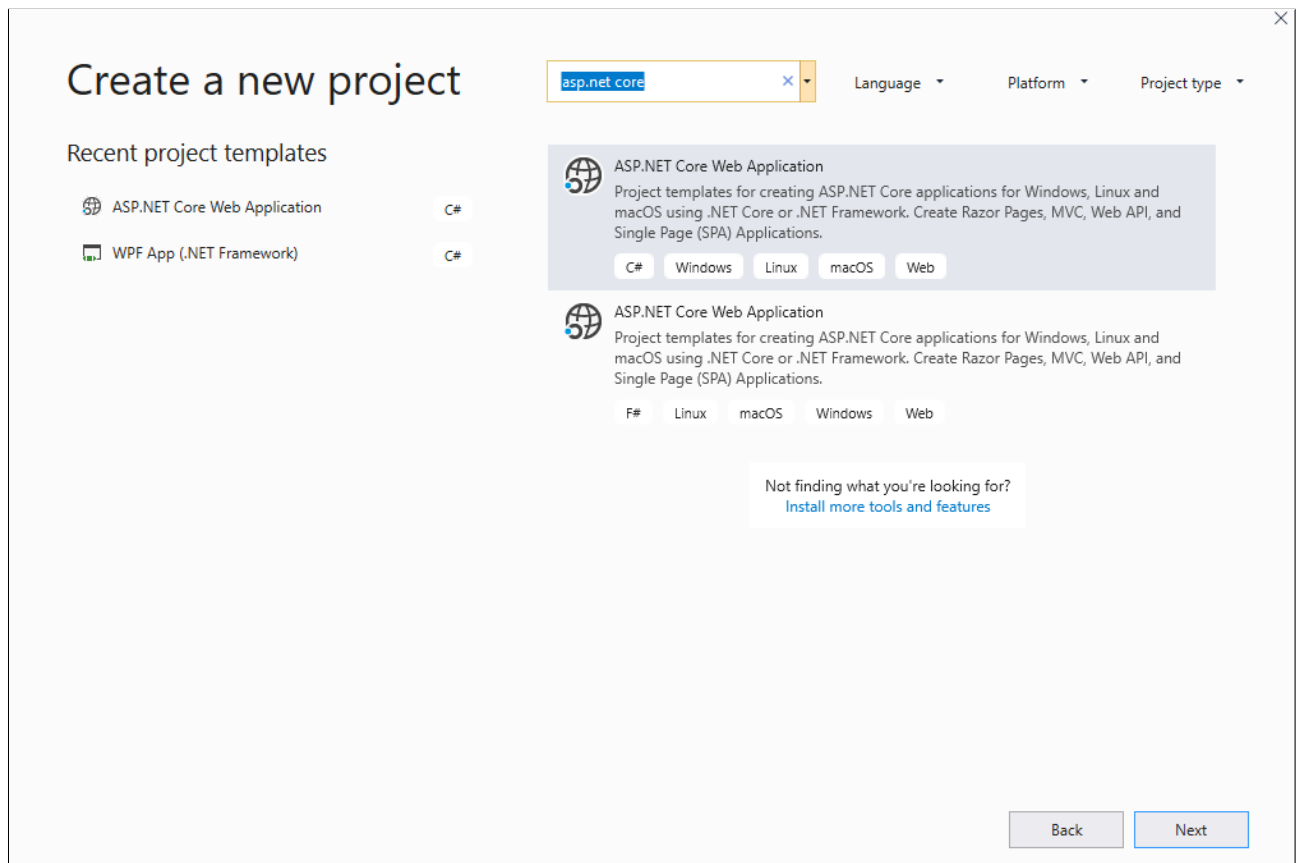 Create a new project
asp.net core
Language
Platform
Project type
Recent project templates
ASP.NET Core Web Application
C#
WPF App (.NET Framework)
C#
ASP.NET Core Web Application
Project templates for creating ASP.NET Core applications for Windows, Linux and
macOS using .NET Core or .NET Framework. Create Razor Pages, MVC, Web API, and
Single Page (SPA) Applications.
C# Windows Linux macOS Web
ASP.NET Core Web Application
Project templates for creating ASP.NET Core applications for Windows, Linux and
macOS using .NET Core or .NET Framework. Create Razor Pages, MVC, Web API, and
Single Page (SPA) Applications.
F# Linux macOS Windows Web
Not finding what you're looking for?
Install more tools and features
Back
Next